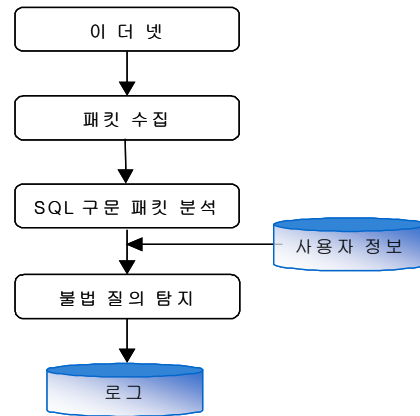 이 더 넷
패킷 수집
SQL 구문 패킷 분석
사용자 정보
불법 질의 탐지
로그